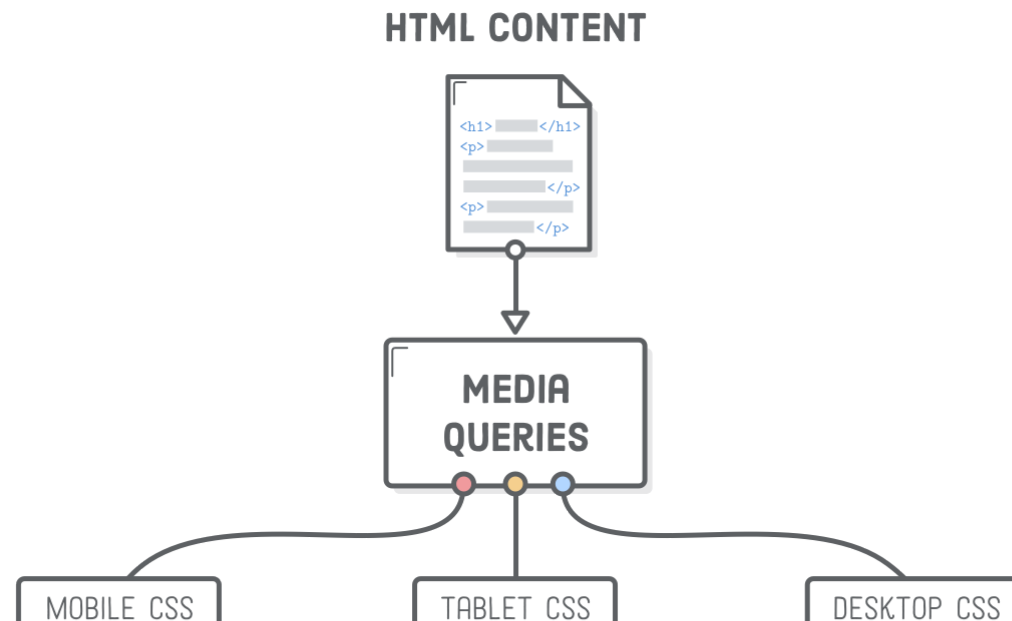 HTML CONTENT
<h1> </h1>
<p>
</p>
<p>
</p>
MEDIA
QUERIES
MOBILE CSS
TABLET CSS
DESKTOP CSS